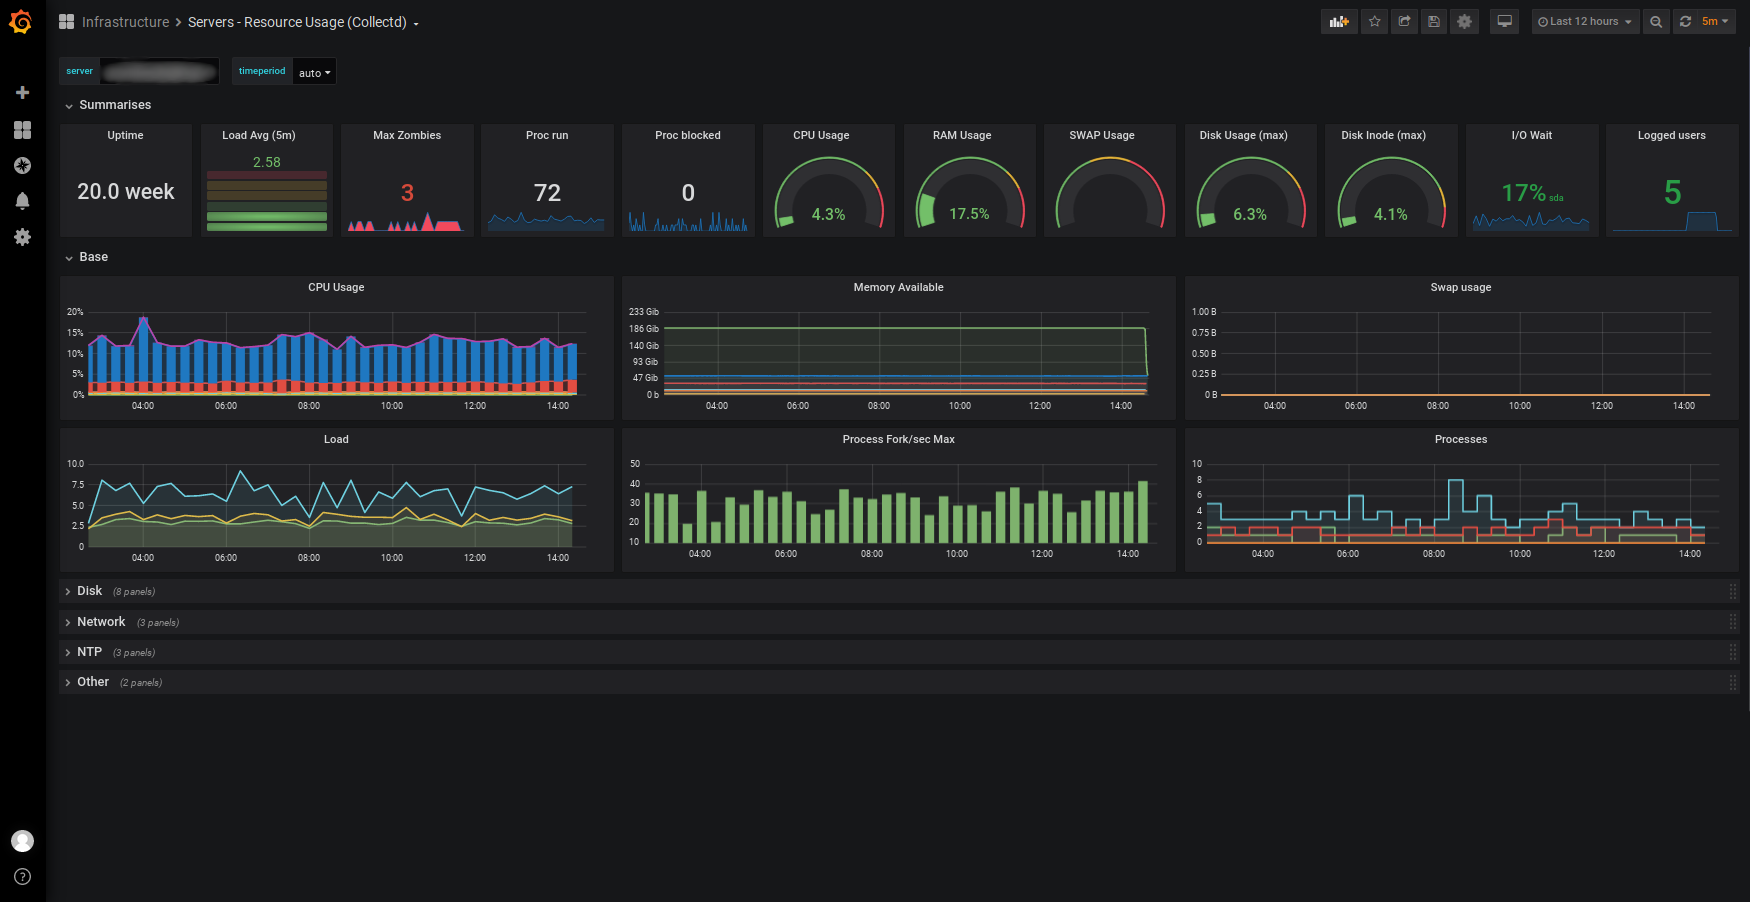 Infrastructure > Servers - Resource Usage (Collectd)
Last 12 hours
5m
server
timeperiod auto
Summarises
Uptime
20.0 week
Load Avg (5m)
2.58
Max Zombies
3
Proc run
72
Proc blocked
0
CPU Usage
4.3%
RAM Usage
17.5%
SWAP Usage
Disk Usage (max)
6.3%
Disk Inode (max)
4.1%
I/O Wait
17% sda
Logged users
5
Base
CPU Usage
20%
15%
10%
5%
0%
04:00 06:00 08:00 10:00 12:00 14:00
Memory Available
233 Gib
186 Gib
140 Gib
93 Gib
47 Gib
0 b
04:00 06:00 08:00 10:00 12:00 14:00
Swap usage
1.00 B
0.75 B
0.50 B
0.25 B
0 B
04:00 06:00 08:00 10:00 12:00 14:00
Load
10.0
7.5
5.0
2.5
0
04:00 06:00 08:00 10:00 12:00 14:00
Process Fork/sec Max
50
40
30
20
10
04:00 06:00 08:00 10:00 12:00 14:00
Processes
10
8
6
4
2
0
04:00 06:00 08:00 10:00 12:00 14:00
Disk (8 panels)
Network (3 panels)
NTP (3 panels)
Other (2 panels)